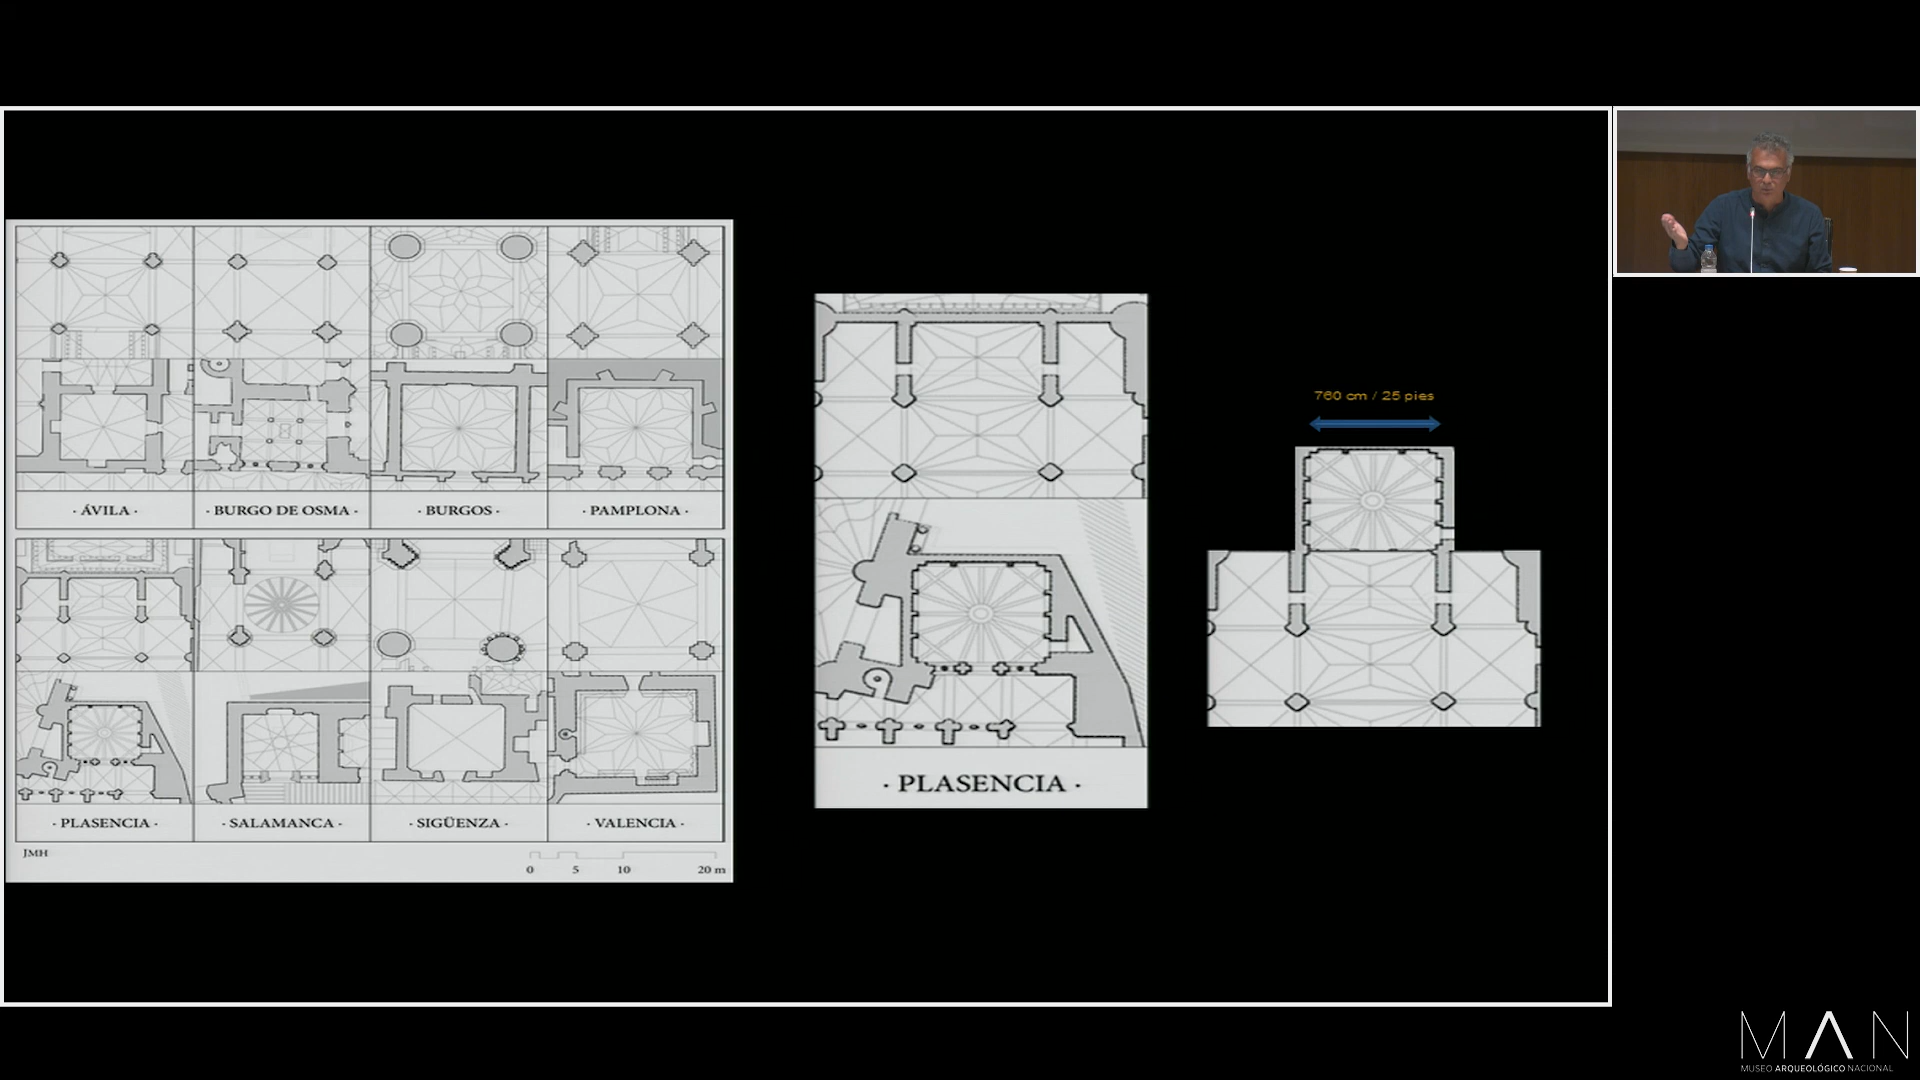 · ÁVILA ·
· BURGO DE OSMA ·
· BURGOS ·
· PAMPLONA ·
· PLASENCIA ·
· SALAMANCA ·
· SIGÜENZA ·
· VALENCIA ·
JMH
0 5 10 20 m
· PLASENCIA ·
760 cm / 25 pies
MAN
MUSEO ARQUEOLÓGICO NACIONAL